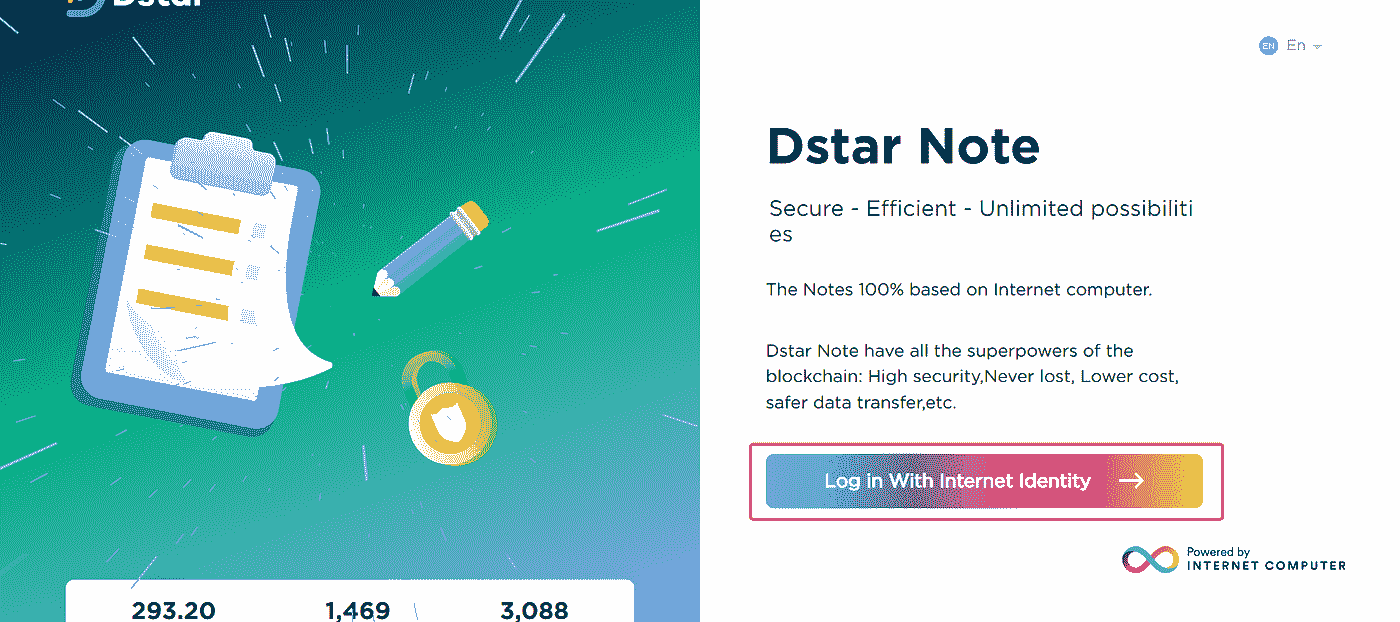 Dstar
EN En
Dstar Note
Secure - Efficient - Unlimited possibiliti
es
The Notes 100% based on Internet computer.
Dstar Note have all the superpowers of the
blockchain: High security,Never lost, Lower cost,
safer data transfer,etc.
Log in With Internet Identity
Powered by
INTERNET COMPUTER
293.20 1,469 3,088